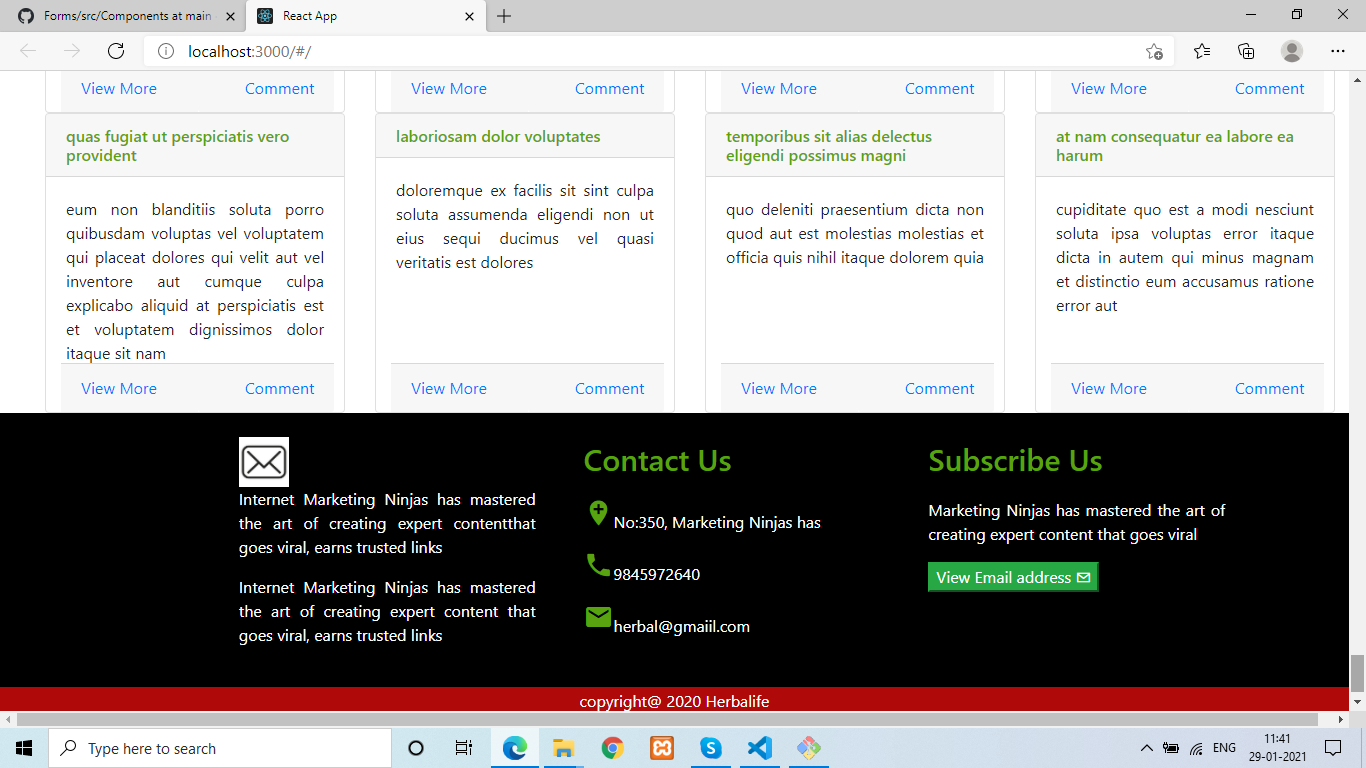 Forms/src/Components at main
React App
localhost:3000/#/
View More Comment View More Comment View More Comment View More Comment
quas fugiat ut perspiciatis vero
provident
eum non blanditiis soluta porro
quibusdam voluptas vel voluptatem
qui placeat dolores qui velit aut vel
inventore aut cumque culpa
explicabo aliquid at perspiciatis est
et voluptatem dignissimos dolor
itaque sit nam
View More Comment
laboriosam dolor voluptates
doloremque ex facilis sit sint culpa
soluta assumenda eligendi non ut
eius sequi ducimus vel quasi
veritatis est dolores
View More Comment
temporibus sit alias delectus
eligendi possimus magni
quo deleniti praesentium dicta non
quod aut est molestias molestias et
officia quis nihil itaque dolorem quia
View More Comment
at nam consequatur ea labore ea
harum
cupiditate quo est a modi nesciunt
soluta ipsa voluptas error itaque
dicta in autem qui minus magnam
et distinctio eum accusamus ratione
error aut
View More Comment
Internet Marketing Ninjas has mastered
the art of creating expert contentthat
goes viral, earns trusted links
Internet Marketing Ninjas has mastered
the art of creating expert content that
goes viral, earns trusted links
Contact Us
No:350, Marketing Ninjas has
9845972640
herbal@gmaiil.com
Subscribe Us
Marketing Ninjas has mastered the art of
creating expert content that goes viral
View Email address
copyright@ 2020 Herbalife
Type here to search
ENG
11:41
29-01-2021